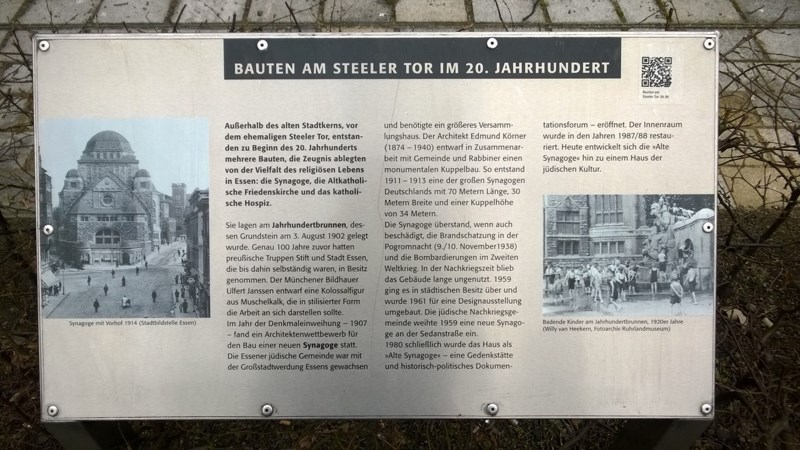 BAUTEN AM STEELER TOR IM 20. JAHRHUNDERT
Bauten am
Steeler Tor 20. JH
Außerhalb des alten Stadtkerns, vor
dem ehemaligen Steeler Tor, entstan-
den zu Beginn des 20. Jahrhunderts
mehrere Bauten, die Zeugnis ablegten
von der Vielfalt des religiösen Lebens
in Essen: die Synagoge, die Altkatholi-
sche Friedenskirche und das katholi-
sche Hospiz.
Sie lagen am Jahrhundertbrunnen, des-
sen Grundstein am 3. August 1902 gelegt
wurde. Genau 100 Jahre zuvor hatten
preußische Truppen Stift und Stadt Essen,
die bis dahin selbständig waren, in Besitz
genommen. Der Münchener Bildhauer
Ulfert Janssen entwarf eine Kolossalfigur
aus Muschelkalk, die in stilisierter Form
die Arbeit an sich darstellen sollte.
Im Jahr der Denkmaleinweihung – 1907
– fand ein Architektenwettbewerb für
den Bau einer neuen Synagoge statt.
Die Essener jüdische Gemeinde war mit
der Großstadtwerdung Essens gewachsen
und benötigte ein größeres Versamm-
lungshaus. Der Architekt Edmund Körner
(1874 – 1940) entwarf in Zusammenar-
beit mit Gemeinde und Rabbiner einen
monumentalen Kuppelbau. So entstand
1911 – 1913 eine der großen Synagogen
Deutschlands mit 70 Metern Länge, 30
Metern Breite und einer Kuppelhöhe
von 34 Metern.
Die Synagoge überstand, wenn auch
beschädigt, die Brandschatzung in der
Pogromnacht (9./10. November1938)
und die Bombardierungen im Zweiten
Weltkrieg. In der Nachkriegszeit blieb
das Gebäude lange ungenutzt. 1959
ging es in städtischen Besitz über und
wurde 1961 für eine Designausstellung
umgebaut. Die jüdische Nachkriegsge-
meinde weihte 1959 eine neue Synago-
ge an der Sedanstraße ein.
1980 schließlich wurde das Haus als
»Alte Synagoge« – eine Gedenkstätte
und historisch-politisches Dokumen-
tationsforum – eröffnet. Der Innenraum
wurde in den Jahren 1987/88 restau-
riert. Heute entwickelt sich die »Alte
Synagoge« hin zu einem Haus der
jüdischen Kultur.
Synagoge mit Vorhof 1914 (Stadtbildstelle Essen)
Badende Kinder am Jahrhundertbrunnen, 1920er Jahre
(Willy van Heekern, Fotoarchiv Ruhrlandmuseum)